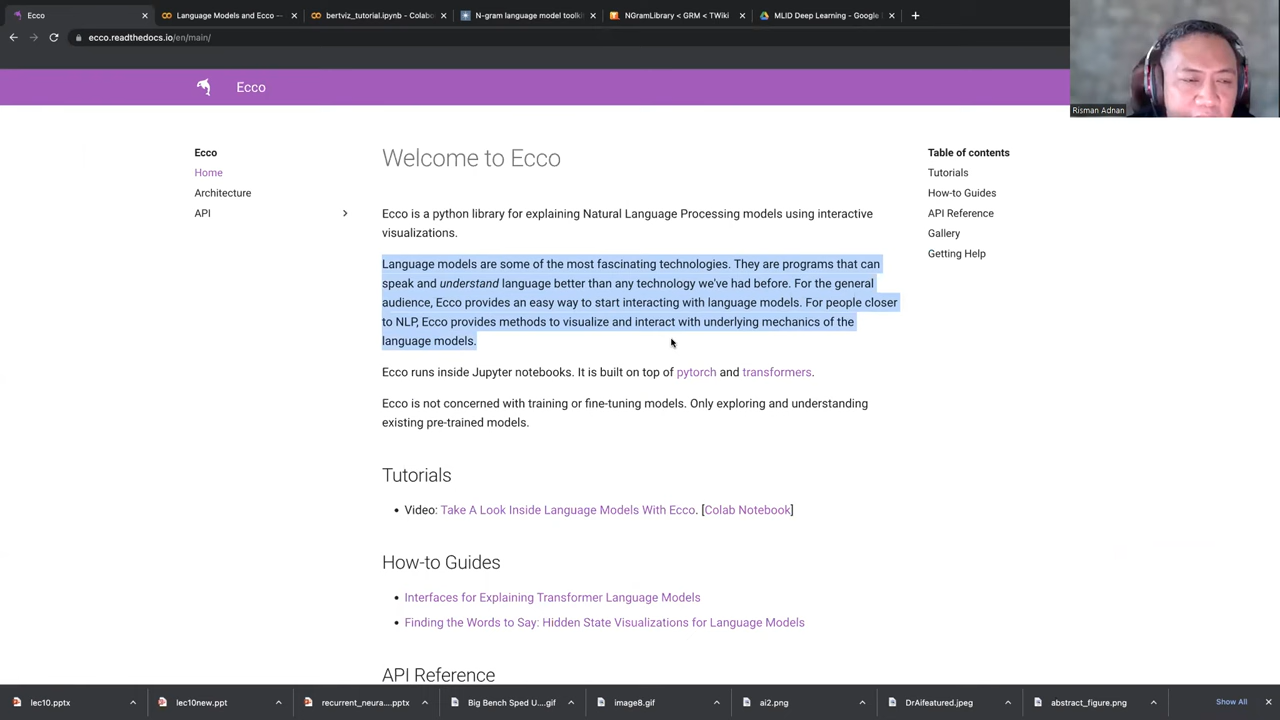 Ecco
Language Models and Ecco --
bertviz_tutorial.ipynb - Colab
N-gram language model toolki
NGramLibrary < GRM < TWiki
MLID Deep Learning - Google
ecco.readthedocs.io/en/main/
Risman Adnan
Ecco
Ecco
Home
Architecture
API
Welcome to Ecco
Ecco is a python library for explaining Natural Language Processing models using interactive
visualizations.
Language models are some of the most fascinating technologies. They are programs that can
speak and understand language better than any technology we've had before. For the general
audience, Ecco provides an easy way to start interacting with language models. For people closer
to NLP, Ecco provides methods to visualize and interact with underlying mechanics of the
language models.
Ecco runs inside Jupyter notebooks. It is built on top of pytorch and transformers.
Ecco is not concerned with training or fine-tuning models. Only exploring and understanding
existing pre-trained models.
Tutorials
• Video: Take A Look Inside Language Models With Ecco. [Colab Notebook]
How-to Guides
• Interfaces for Explaining Transformer Language Models
• Finding the Words to Say: Hidden State Visualizations for Language Models
API Reference
Table of contents
Tutorials
How-to Guides
API Reference
Gallery
Getting Help
lec10.pptx
lec10new.ppt
recurrent_neura....pptx
Big Bench Sped U....gif
image8.gif
ai2.png
DrAifeatured.jpeg
abstract_figure.png
Show All